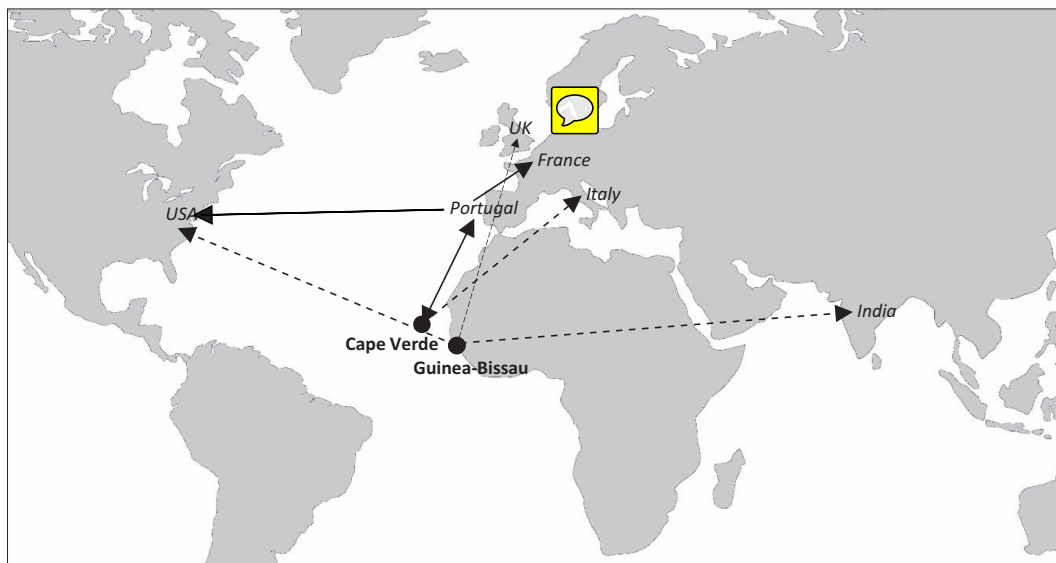 UK
France
Italy
USA
Portugal
India
Cape Verde
Guinea-Bissau